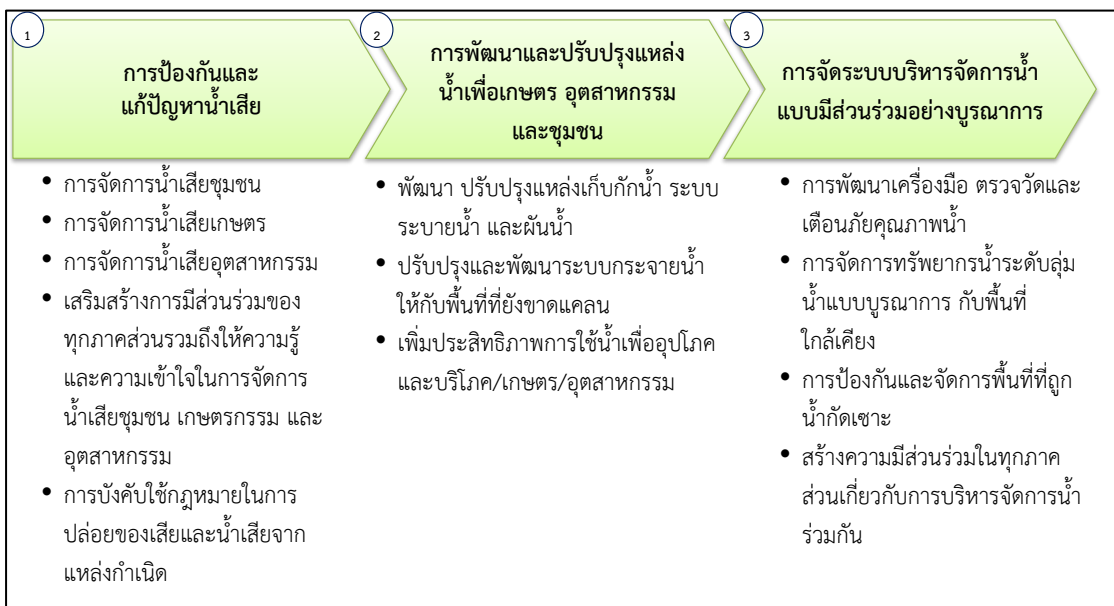 1
การป้องกันและ
แก้ปัญหาน้ำเสีย
• การจัดการน้ำเสียชุมชน
• การจัดการน้ำเสียเกษตร
• การจัดการน้ำเสียอุตสาหกรรม
• เสริมสร้างการมีส่วนร่วมของ
ทุกภาคส่วนรวมถึงให้ความรู้
และความเข้าใจในการจัดการ
น้ำเสียชุมชน เกษตรกรรม และ
อุตสาหกรรม
• การบังคับใช้กฎหมายในการ
ปล่อยของเสียและน้ำเสียจาก
แหล่งกำเนิด
2
การพัฒนาและปรับปรุงแหล่ง
น้ำเพื่อเกษตร อุตสาหกรรม
และชุมชน
• พัฒนา ปรับปรุงแหล่งเก็บกักน้ำ ระบบ
ระบายน้ำ และผันน้ำ
• ปรับปรุงและพัฒนาระบบกระจายน้ำ
ให้กับพื้นที่ที่ยังขาดแคลน
• เพิ่มประสิทธิภาพการใช้น้ำเพื่ออุปโภค
และบริโภค/เกษตร/อุตสาหกรรม
3
การจัดระบบบริหารจัดการน้ำ
แบบมีส่วนร่วมอย่างบูรณาการ
• การพัฒนาเครื่องมือ ตรวจวัดและ
เตือนภัยคุณภาพน้ำ
• การจัดการทรัพยากรน้ำระดับลุ่ม
น้ำแบบบูรณาการ กับพื้นที่
ใกล้เคียง
• การป้องกันและจัดการพื้นที่ที่ถูก
น้ำกัดเซาะ
• สร้างความมีส่วนร่วมในทุกภาค
ส่วนเกี่ยวกับการบริหารจัดการน้ำ
ร่วมกัน